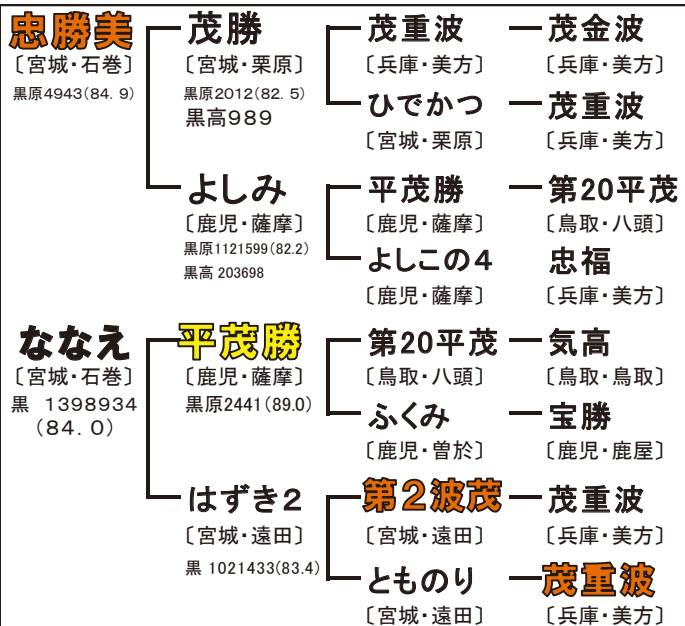 忠勝美
〔宮城・石巻〕
黒原4943(84.9)
茂勝
〔宮城・栗原〕
黒原2012(82.5)
黒高989
茂重波
〔兵庫・美方〕
茂金波
〔兵庫・美方〕
ひでかつ
〔宮城・栗原〕
茂重波
〔兵庫・美方〕
よしみ
〔鹿児・薩摩〕
黒原1121599(82.2)
黒高 203698
平茂勝
〔鹿児・薩摩〕
第20平茂
〔鳥取・八頭〕
よしこの4
〔鹿児・薩摩〕
忠福
〔兵庫・美方〕
ななえ
〔宮城・石巻〕
黒 1398934
(84.0)
平茂勝
〔鹿児・薩摩〕
黒原2441(89.0)
第20平茂
〔鳥取・八頭〕
気高
〔鳥取・鳥取〕
ふくみ
〔鹿児・曽於〕
宝勝
〔鹿児・鹿屋〕
はずき2
〔宮城・遠田〕
黒 1021433(83.4)
第2波茂
〔宮城・遠田〕
茂重波
〔兵庫・美方〕
とものり
〔宮城・遠田〕
茂重波
〔兵庫・美方〕